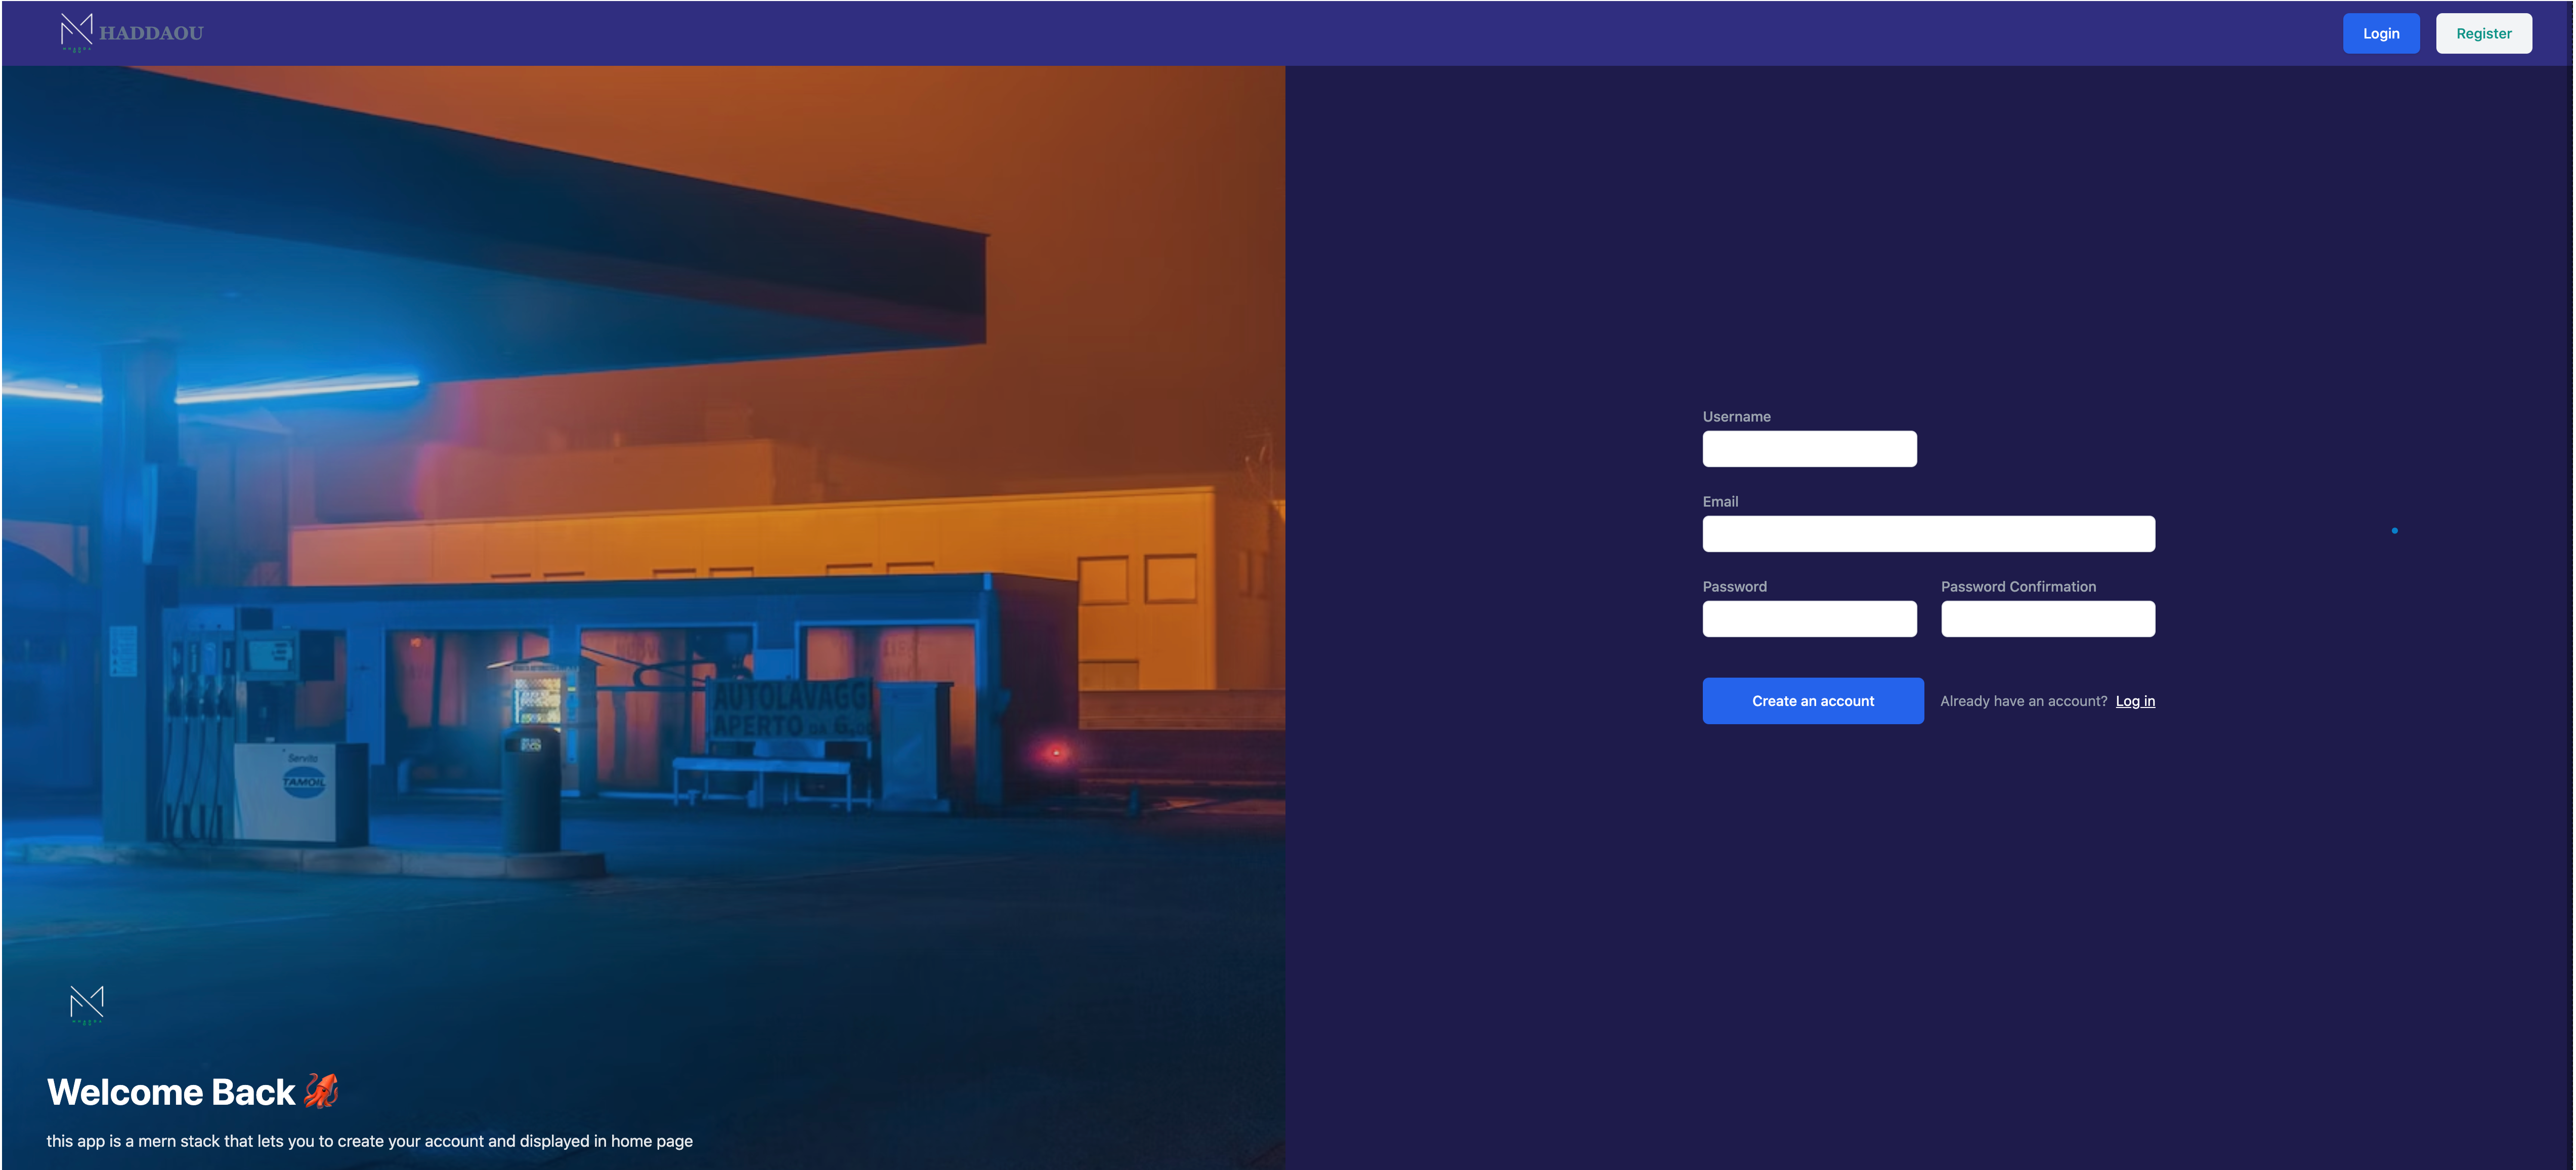 HADDAOU
Login
Register
Username
Email
Password
Password Confirmation
Create an account
Already have an account? Log in
Servito
TAMOIL
AUTOLAVAGGI
APERTO DA 6,00
Welcome Back
this app is a mern stack that lets you to create your account and displayed in home page